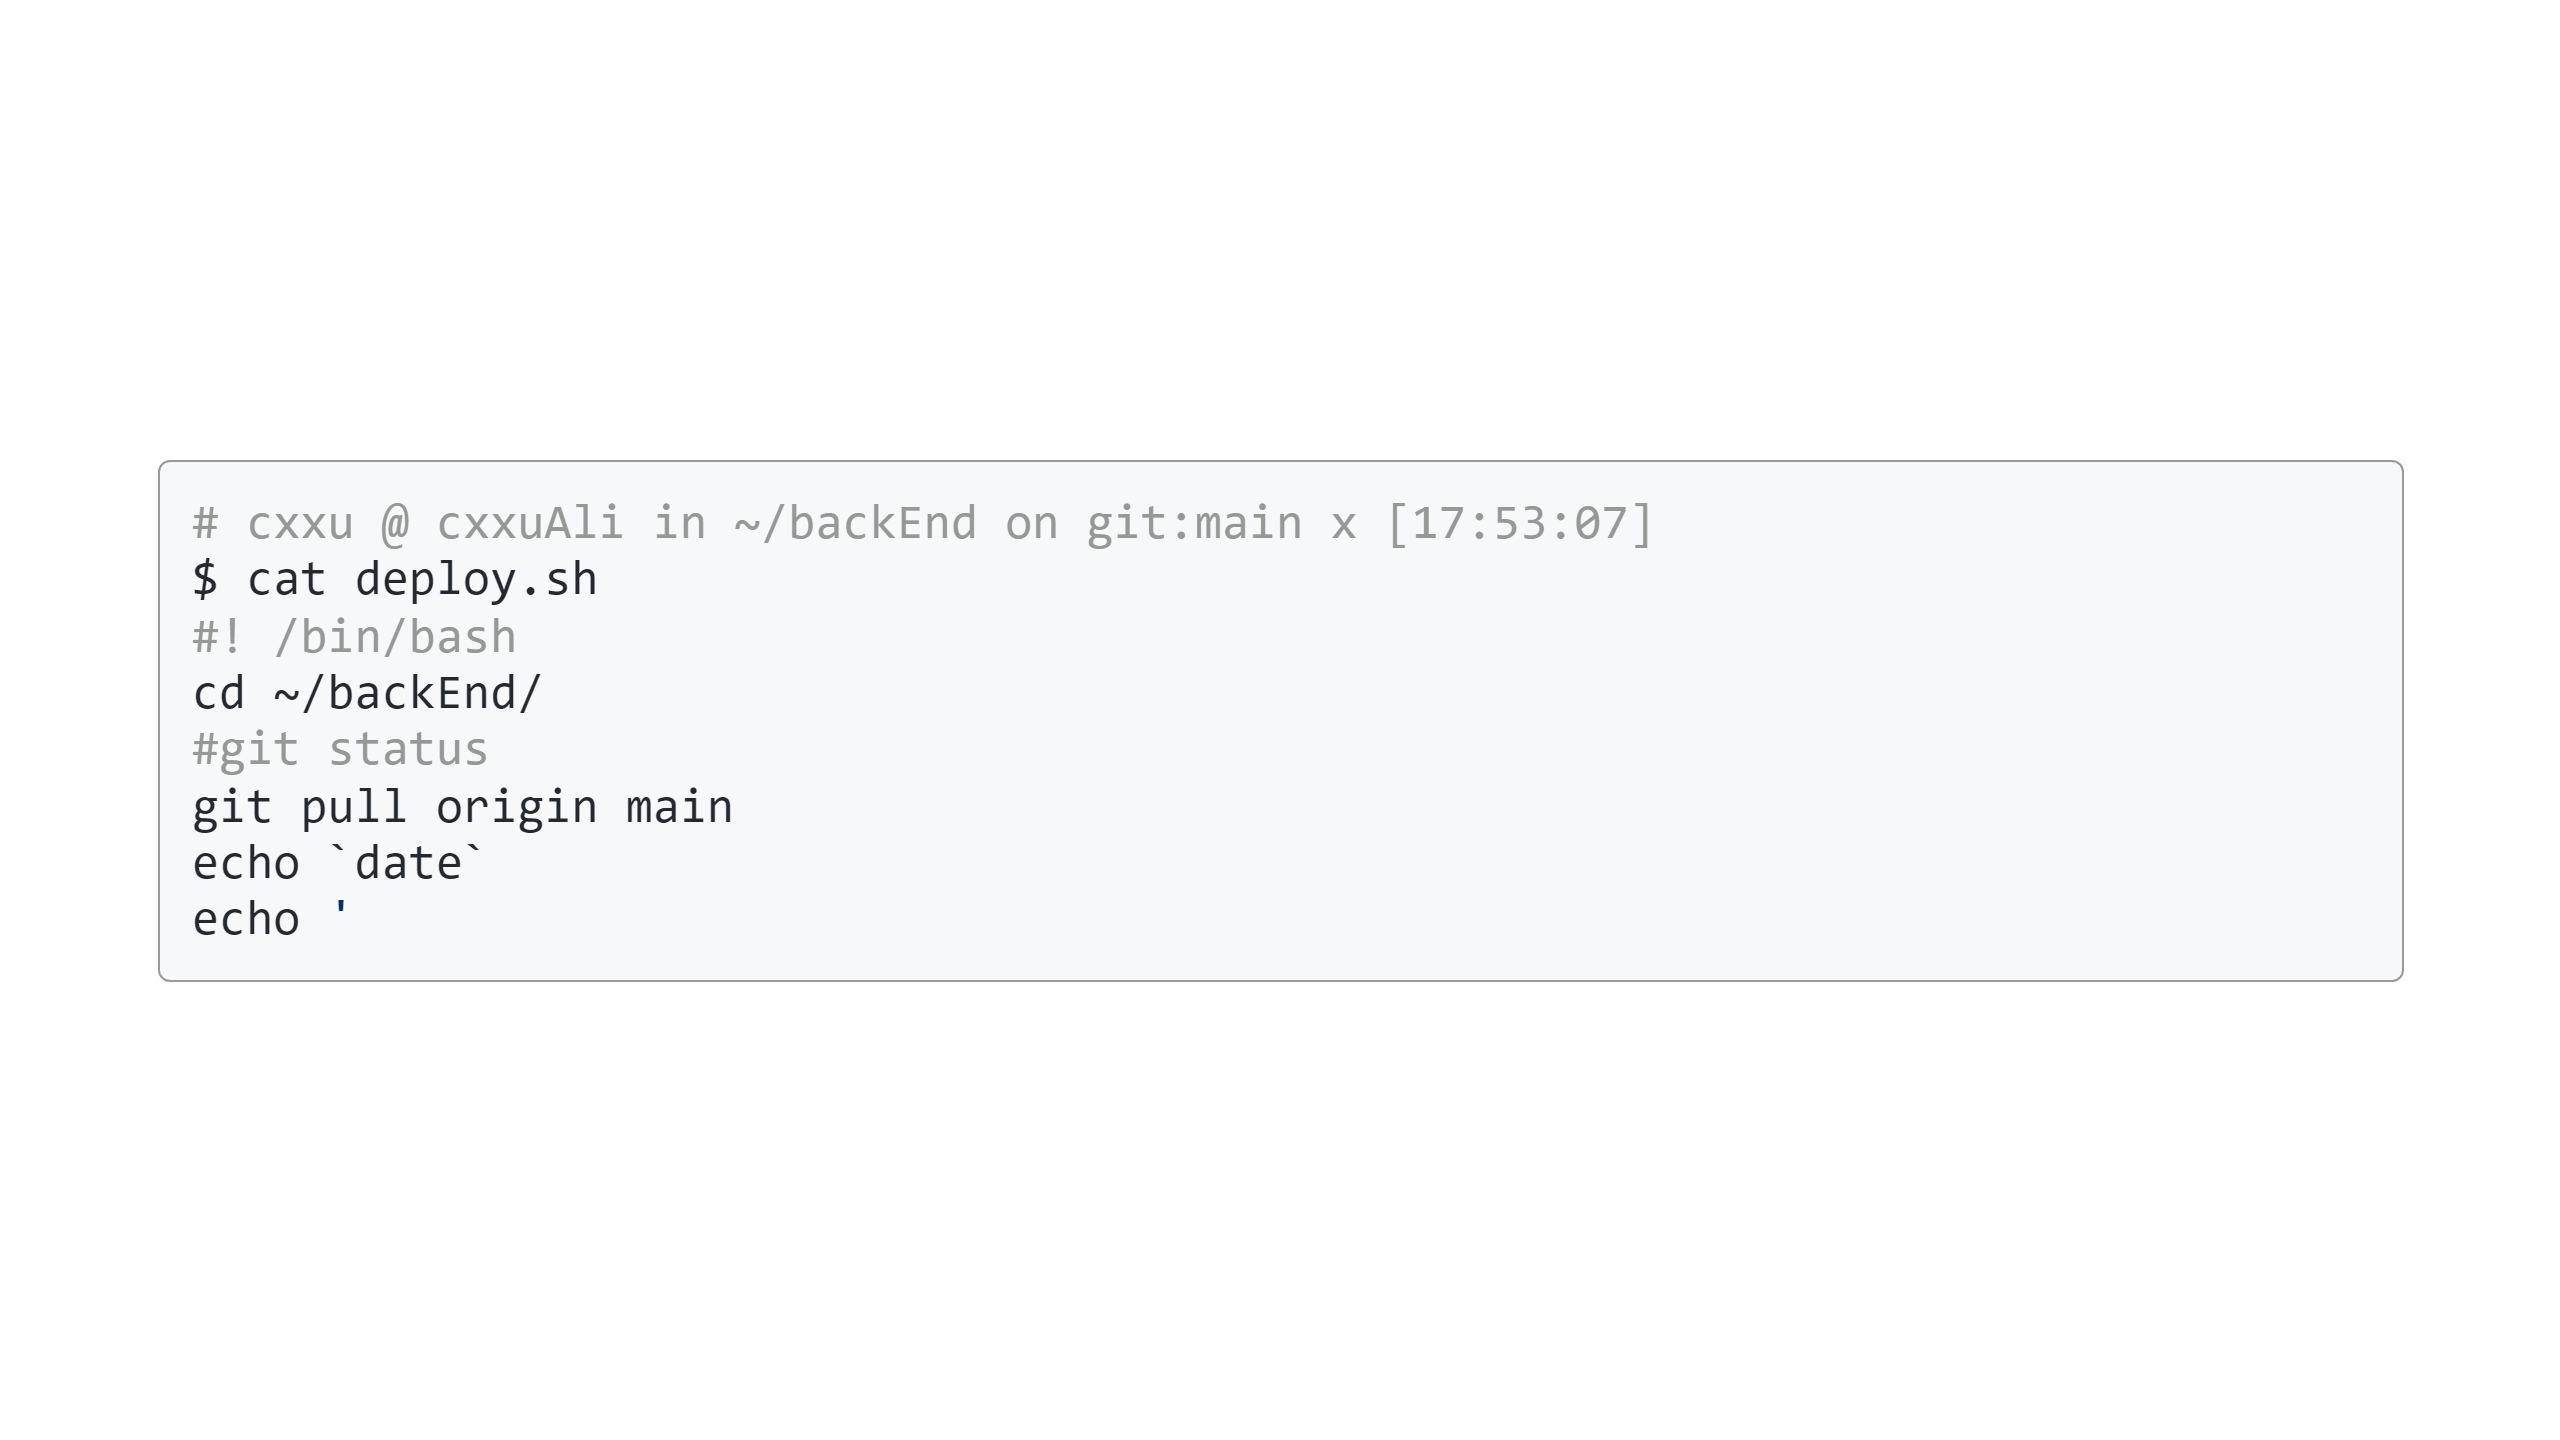 # cxxu @ cxxuAli in ~/backEnd on git:main x [17:53:07]
$ cat deploy.sh
#! /bin/bash
cd ~/backEnd/
#git status
git pull origin main
echo `date`
echo '